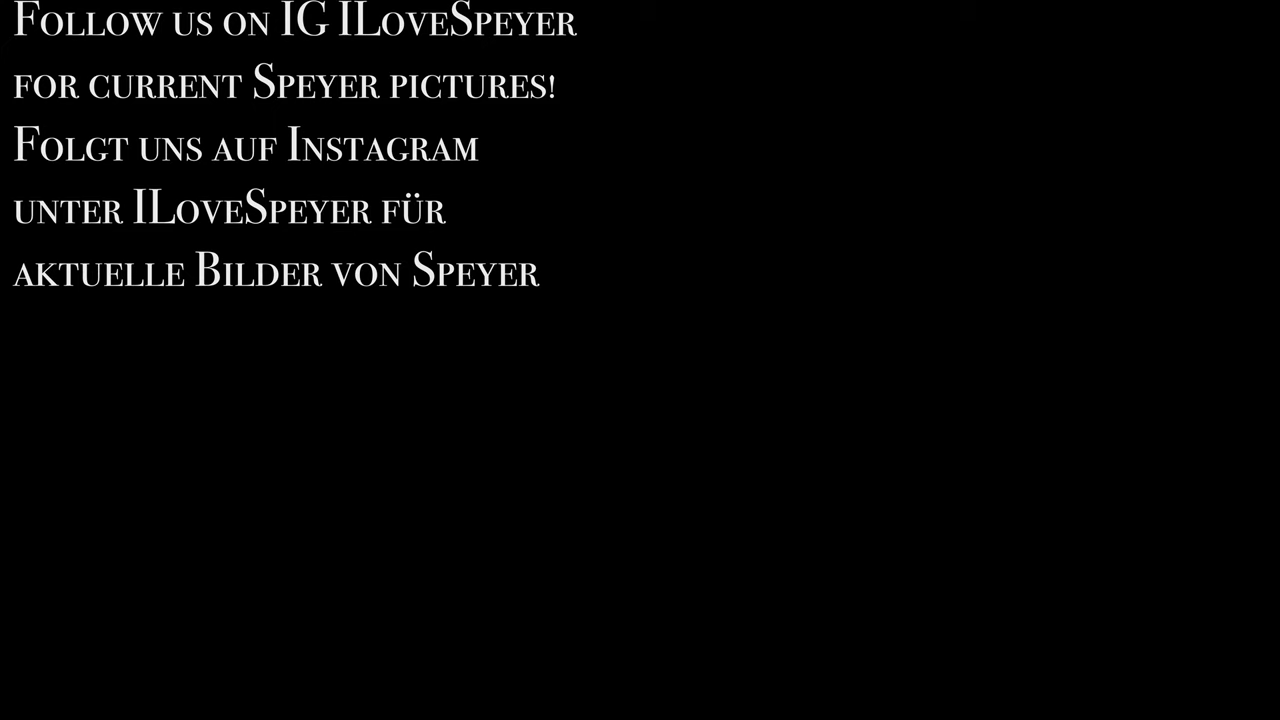 Follow us on IG ILoveSpeyer
for current Speyer pictures!
Folgt uns auf Instagram
unter ILoveSpeyer für
aktuelle Bilder von Speyer